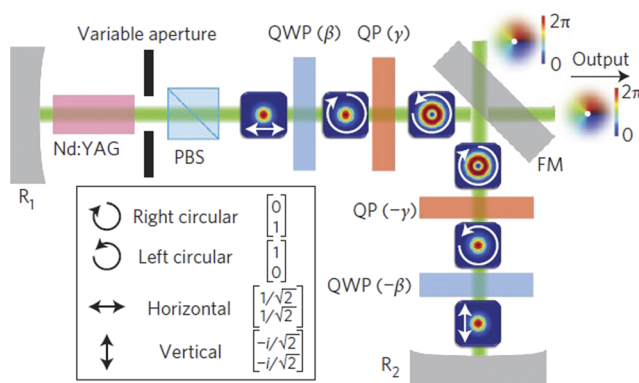 Variable aperture
QWP (β)
QP (γ)
2π
0
Output
2π
0
Nd:YAG
PBS
R1
FM
QP (−γ)
QWP (−β)
R2
Right circular [0 1]
Left circular [1 0]
Horizontal [1/√2 1/√2]
Vertical [−i/√2 −i/√2]